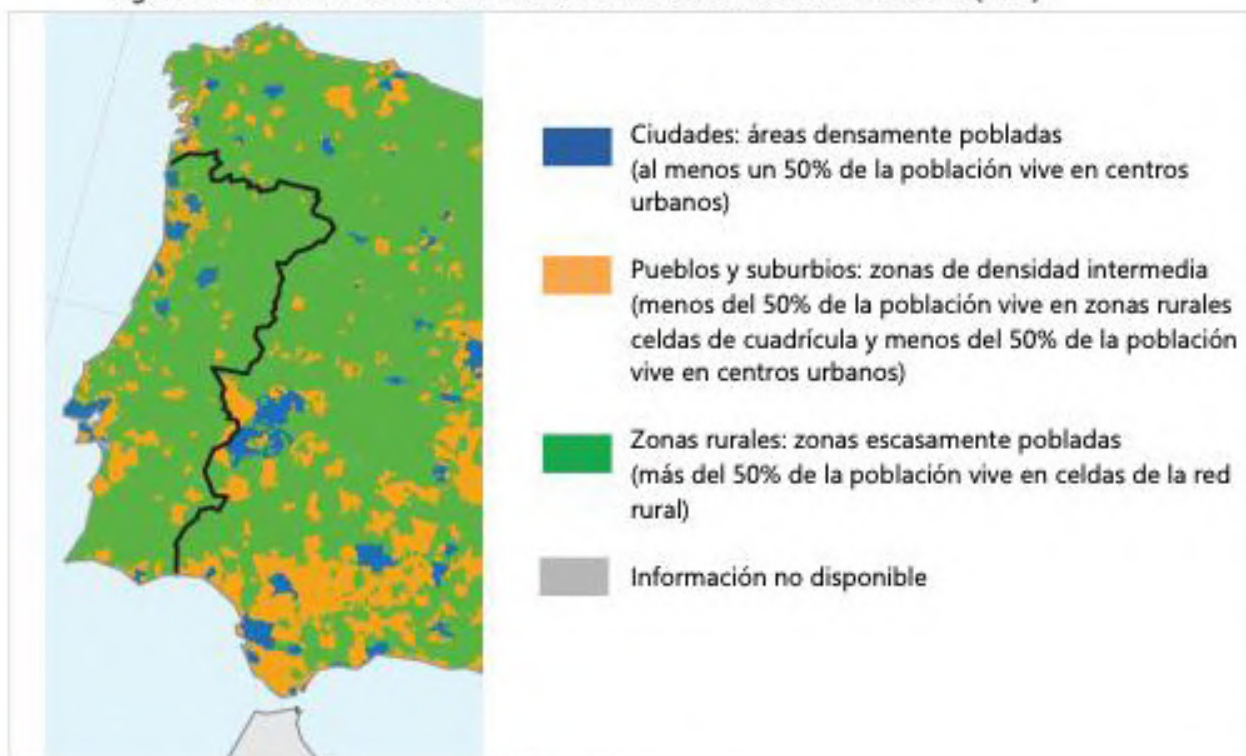 Ciudades: áreas densamente pobladas
(al menos un 50% de la población vive en centros
urbanos)
Pueblos y suburbios: zonas de densidad intermedia
(menos del 50% de la población vive en zonas rurales
celdas de cuadrícula y menos del 50% de la población
vive en centros urbanos)
Zonas rurales: zonas escasamente pobladas
(más del 50% de la población vive en celdas de la red
rural)
Información no disponible